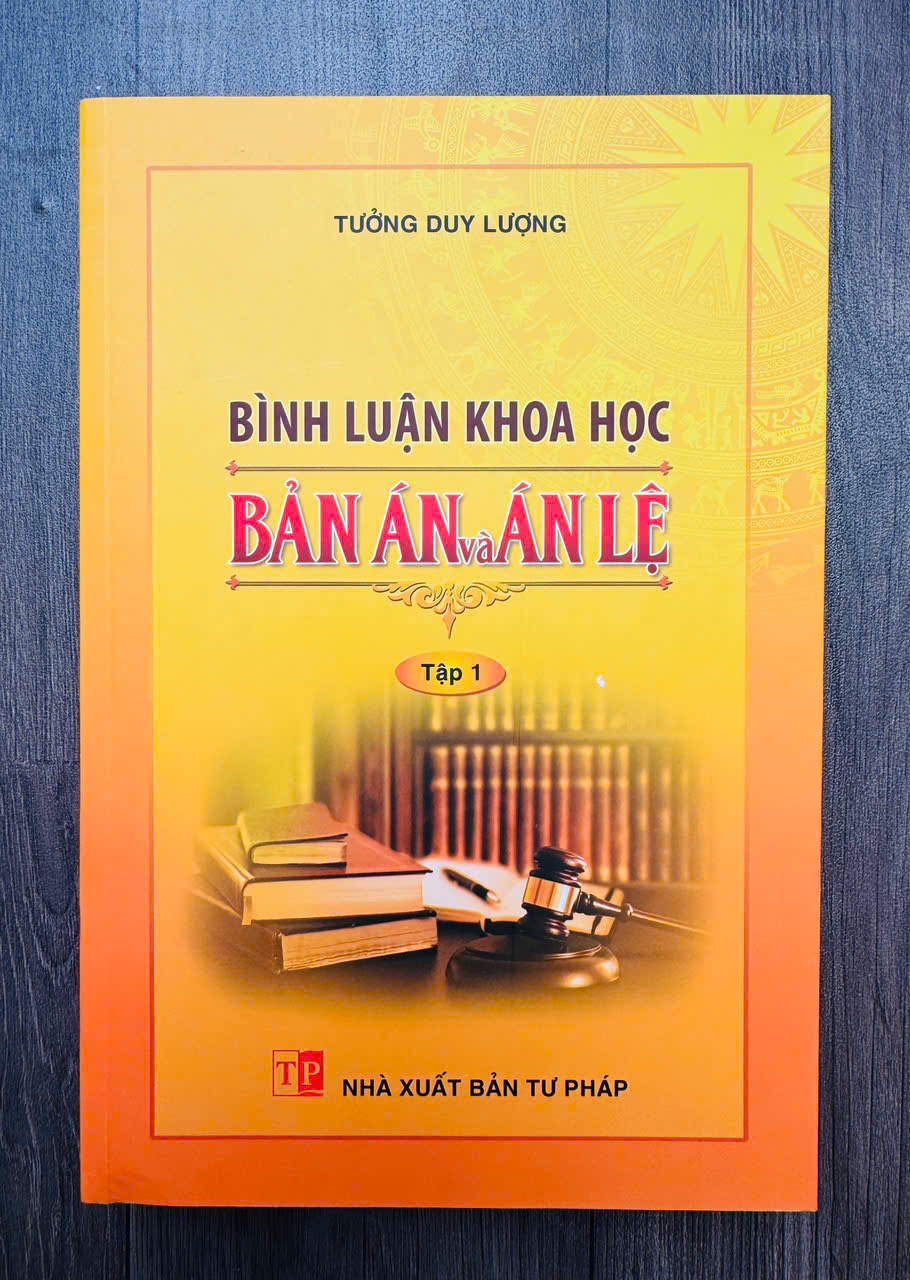 TƯỞNG DUY LƯỢNG
BÌNH LUẬN KHOA HỌC
BẢN ÁN và ÁN LỆ
Tập 1
TP
NHÀ XUẤT BẢN TƯ PHÁP